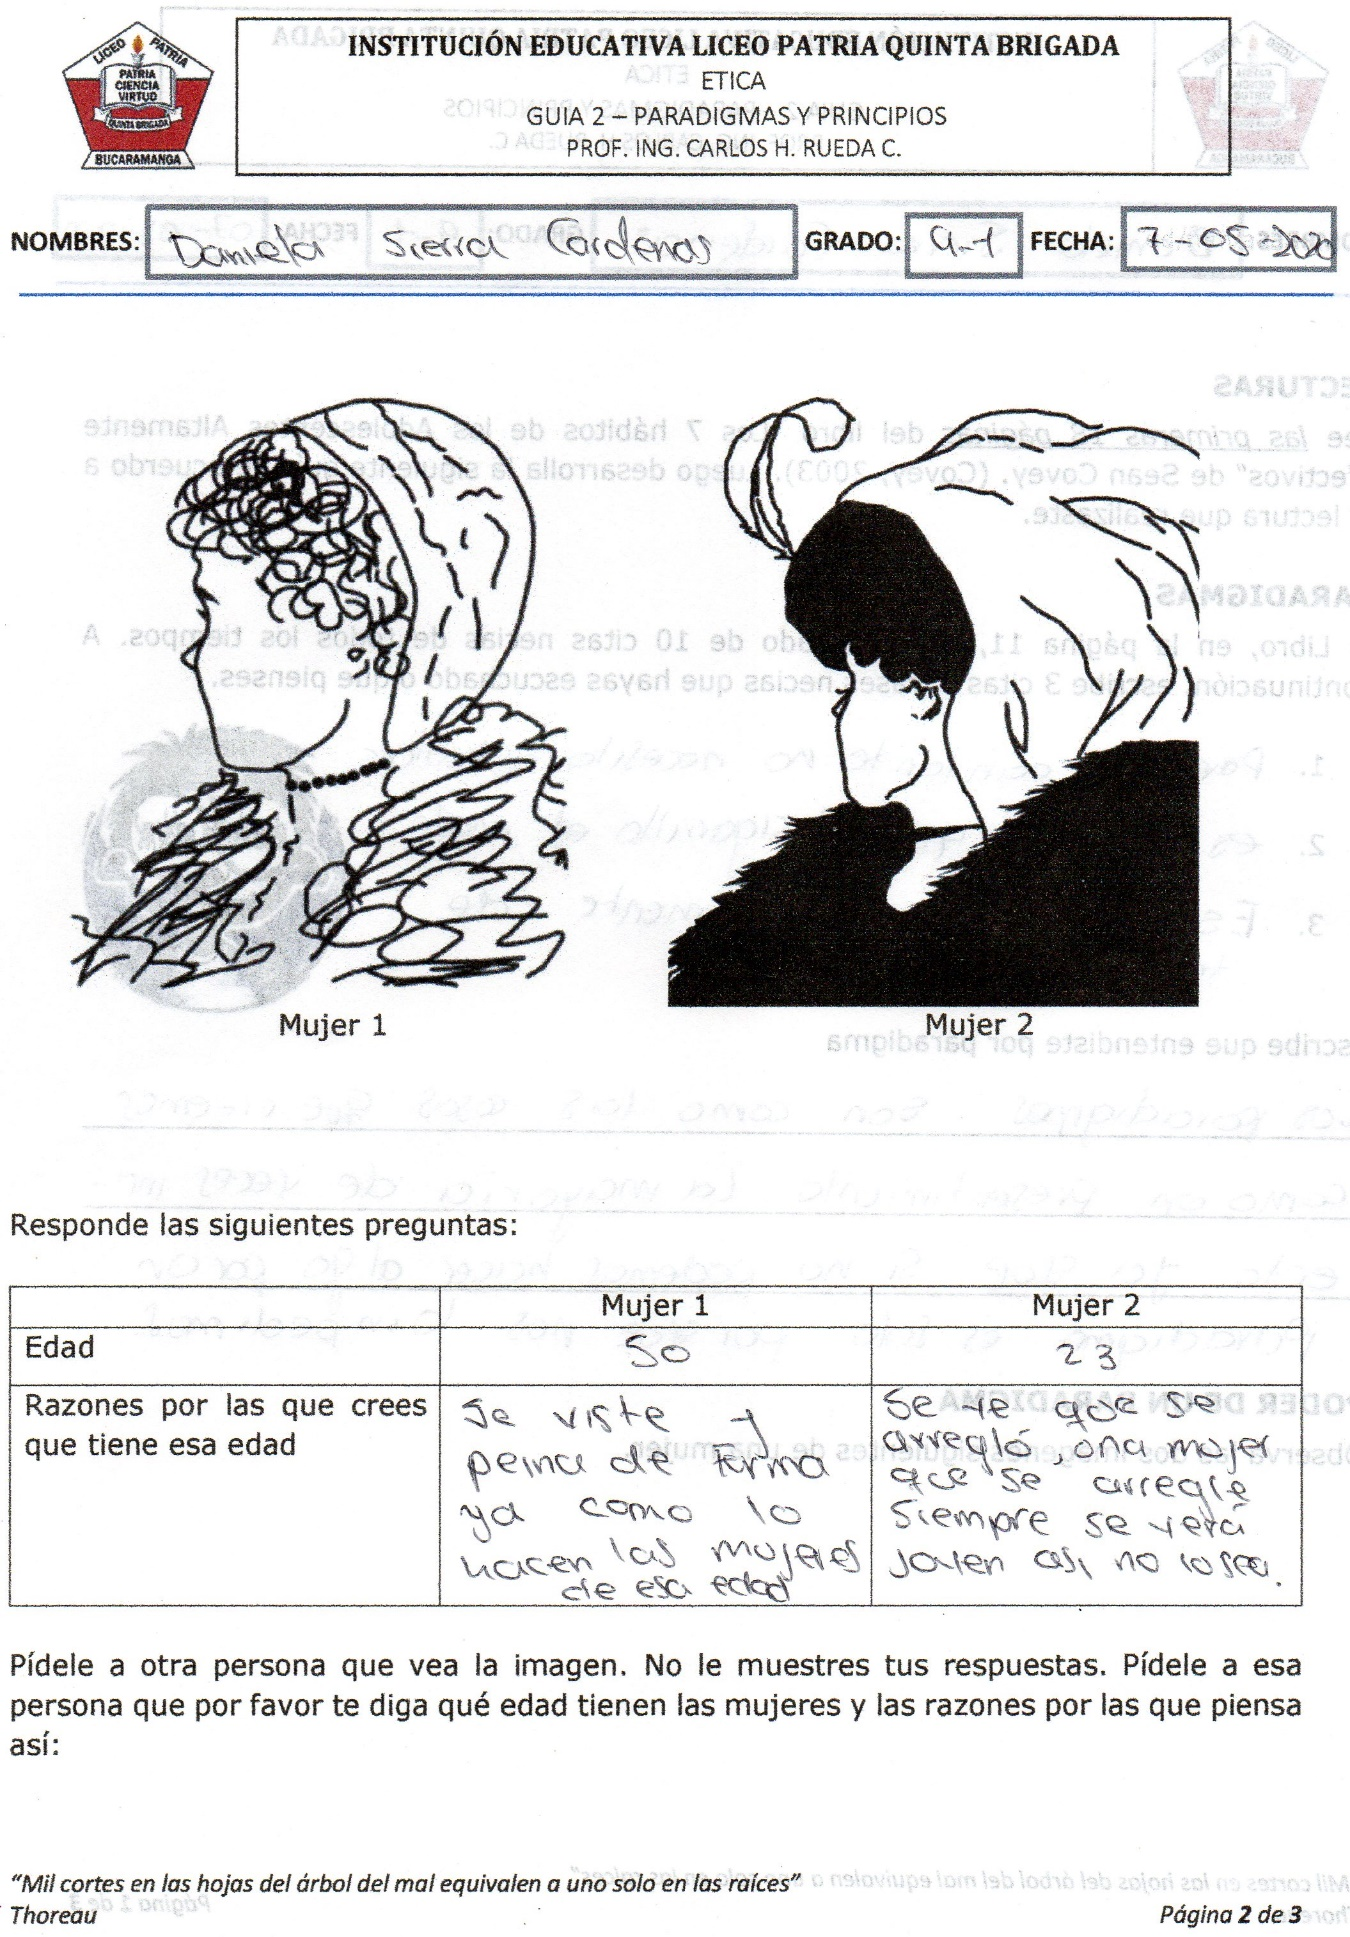 LICEO PATRIA
PATRIA
CIENCIA
VIRTUD
QUINTA BRIGADA
BUCARAMANGA
INSTITUCIÓN EDUCATIVA LICEO PATRIA QUINTA BRIGADA
ETICA
GUIA 2 – PARADIGMAS Y PRINCIPIOS
PROF. ING. CARLOS H. RUEDA C.
NOMBRES: Daniela Sierra Cardenas GRADO: 9-1 FECHA: 7-05-2020
Mujer 1 Mujer 2
Responde las siguientes preguntas:
Mujer 1 Mujer 2
Edad 50 23
Razones por las que crees
que tiene esa edad
Se viste y
peina de forma
ya como lo
hacen las mujeres
de esa edad
Se ve que se
arregló, una mujer
que se arregle
siempre se verá
joven así no lo sea.
Pídele a otra persona que vea la imagen. No le muestres tus respuestas. Pídele a esa
persona que por favor te diga qué edad tienen las mujeres y las razones por las que piensa
así:
“Mil cortes en las hojas del árbol del mal equivalen a uno solo en las raíces”
Thoreau Página 2 de 3